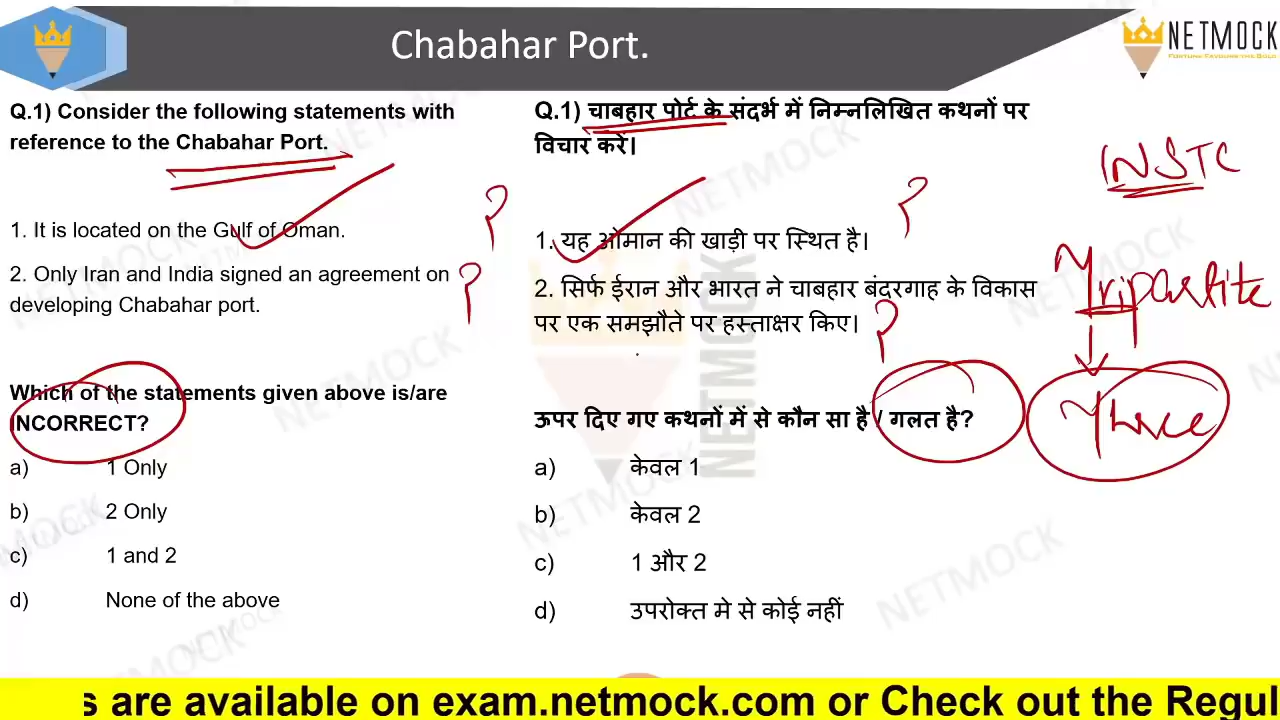 Chabahar Port.
NETMOCK
Q.1) Consider the following statements with
reference to the Chabahar Port.
1. It is located on the Gulf of Oman.
2. Only Iran and India signed an agreement on
developing Chabahar port.
Which of the statements given above is/are
INCORRECT?
a) 1 Only
b) 2 Only
c) 1 and 2
d) None of the above
Q.1) चाबहार पोर्ट के संदर्भ में निम्नलिखित कथनों पर
विचार करें।
1. यह ओमान की खाड़ी पर स्थित है।
2. सिर्फ ईरान और भारत ने चाबहार बंदरगाह के विकास
पर एक समझौते पर हस्ताक्षर किए।
ऊपर दिए गए कथनों में से कौन सा है / गलत है?
a) केवल 1
b) केवल 2
c) 1 और 2
d) उपरोक्त मे से कोई नहीं
INSTC
Tripartite
Three
s are available on exam.netmock.com or Check out the Regul